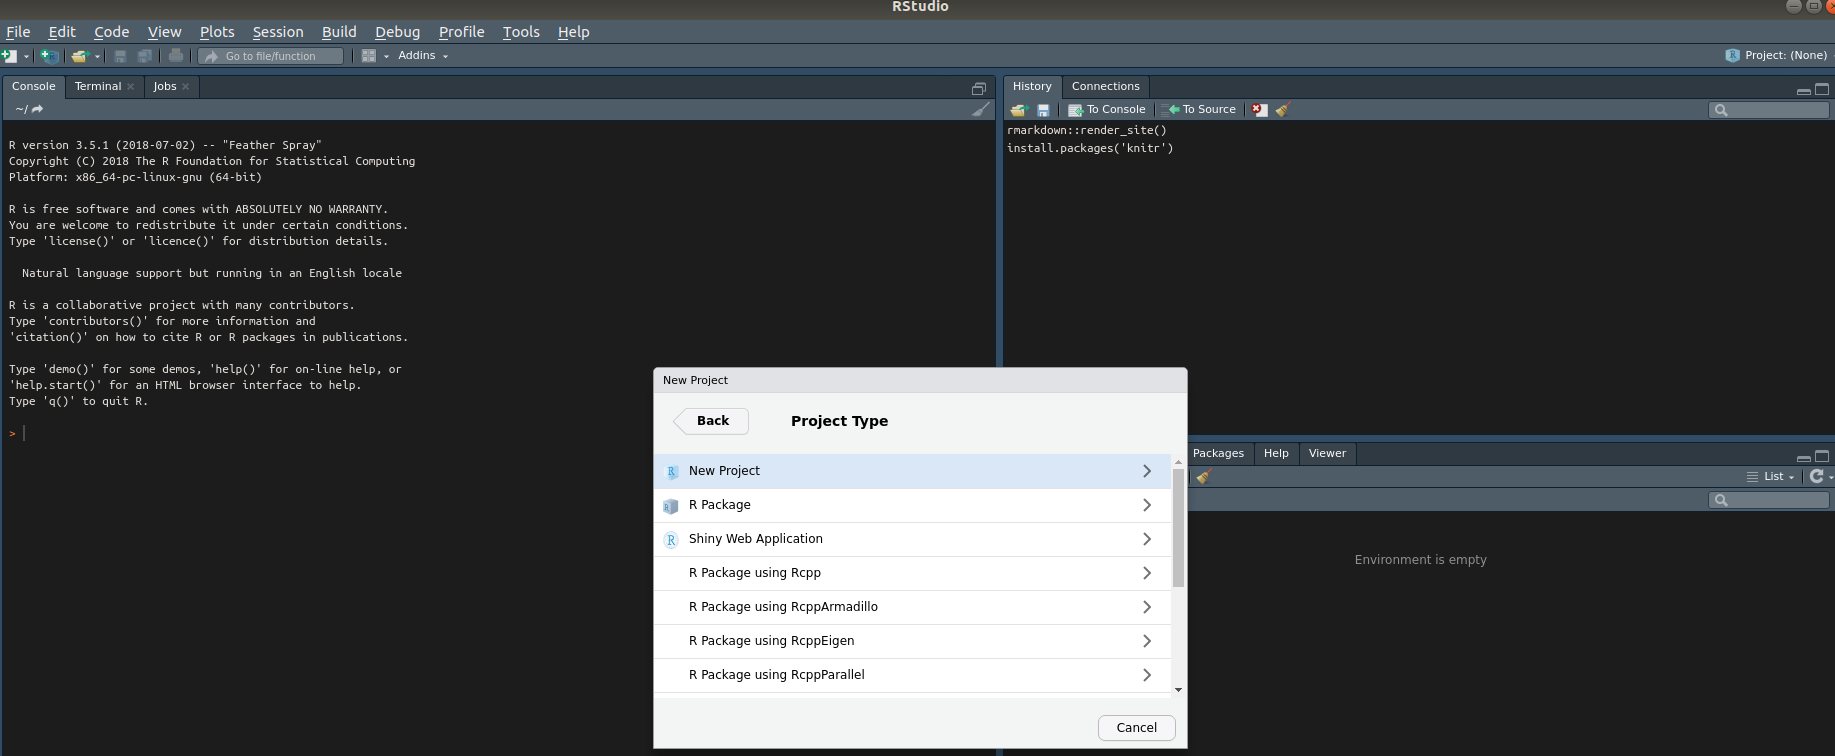 RStudio
File Edit Code View Plots Session Build Debug Profile Tools Help
Go to file/function Addins Project: (None)
Console Terminal Jobs
~/
R version 3.5.1 (2018-07-02) -- "Feather Spray"
Copyright (C) 2018 The R Foundation for Statistical Computing
Platform: x86_64-pc-linux-gnu (64-bit)
R is free software and comes with ABSOLUTELY NO WARRANTY.
You are welcome to redistribute it under certain conditions.
Type 'license()' or 'licence()' for distribution details.
Natural language support but running in an English locale
R is a collaborative project with many contributors.
Type 'contributors()' for more information and
'citation()' on how to cite R or R packages in publications.
Type 'demo()' for some demos, 'help()' for on-line help, or
'help.start()' for an HTML browser interface to help.
Type 'q()' to quit R.
>
History Connections
To Console To Source
rmarkdown::render_site()
install.packages('knitr')
New Project
Back Project Type
New Project
R Package
Shiny Web Application
R Package using Rcpp
R Package using RcppArmadillo
R Package using RcppEigen
R Package using RcppParallel
Cancel
Packages Help Viewer
List
Environment is empty